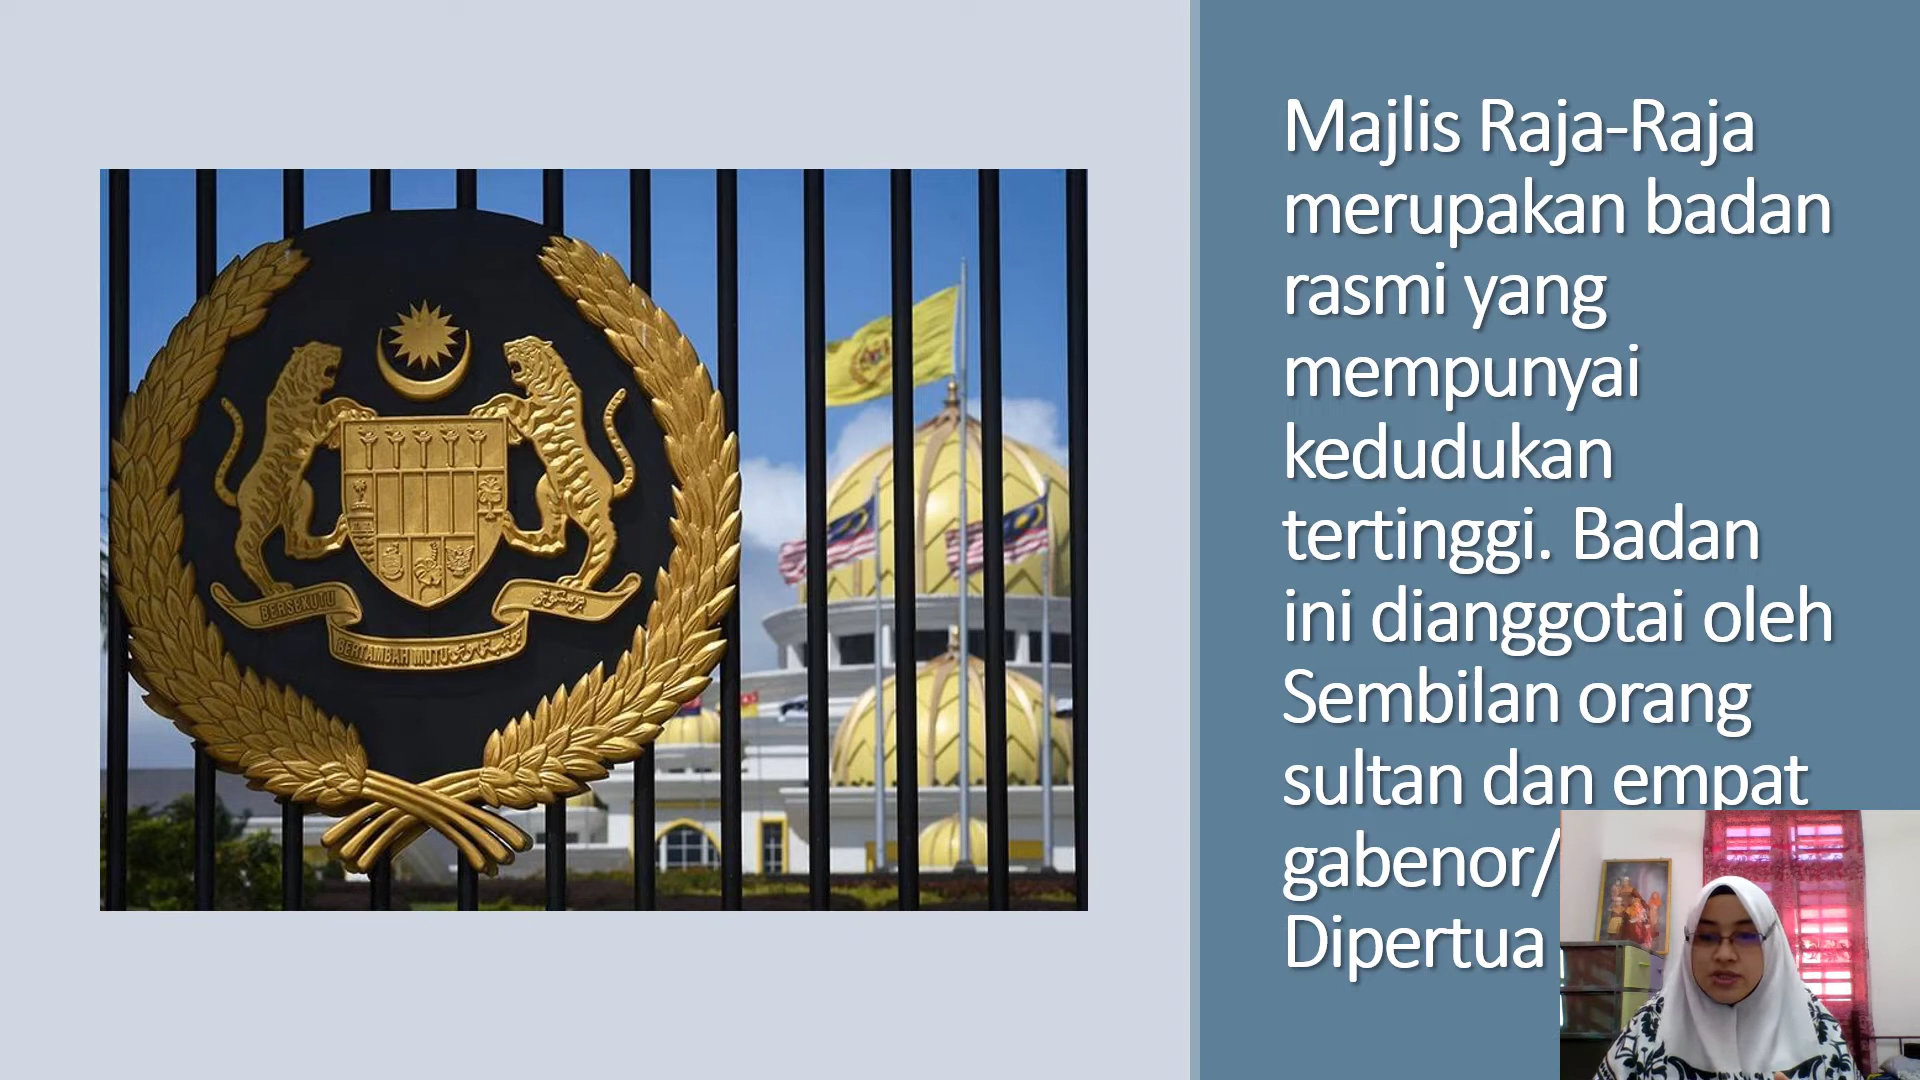 Majlis Raja-Raja
merupakan badan
rasmi yang
mempunyai
kedudukan
tertinggi. Badan
ini dianggotai oleh
Sembilan orang
sultan dan empat
gabenor/
Dipertua
BERSEKUTU
BERTAMBAH MUTU